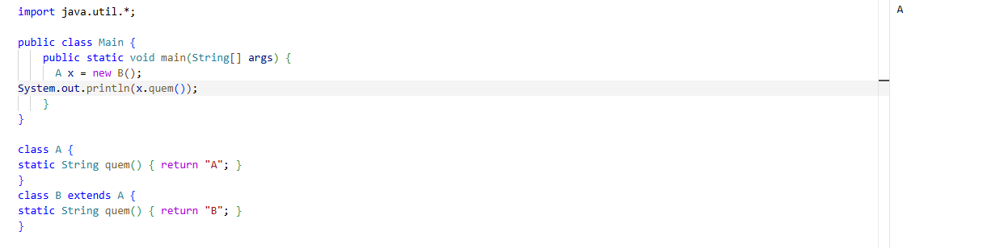 import java.util.*;
public class Main {
public static void main(String[] args) {
A x = new B();
System.out.println(x.quem());
}
}
class A {
static String quem() { return "A"; }
}
class B extends A {
static String quem() { return "B"; }
}
A